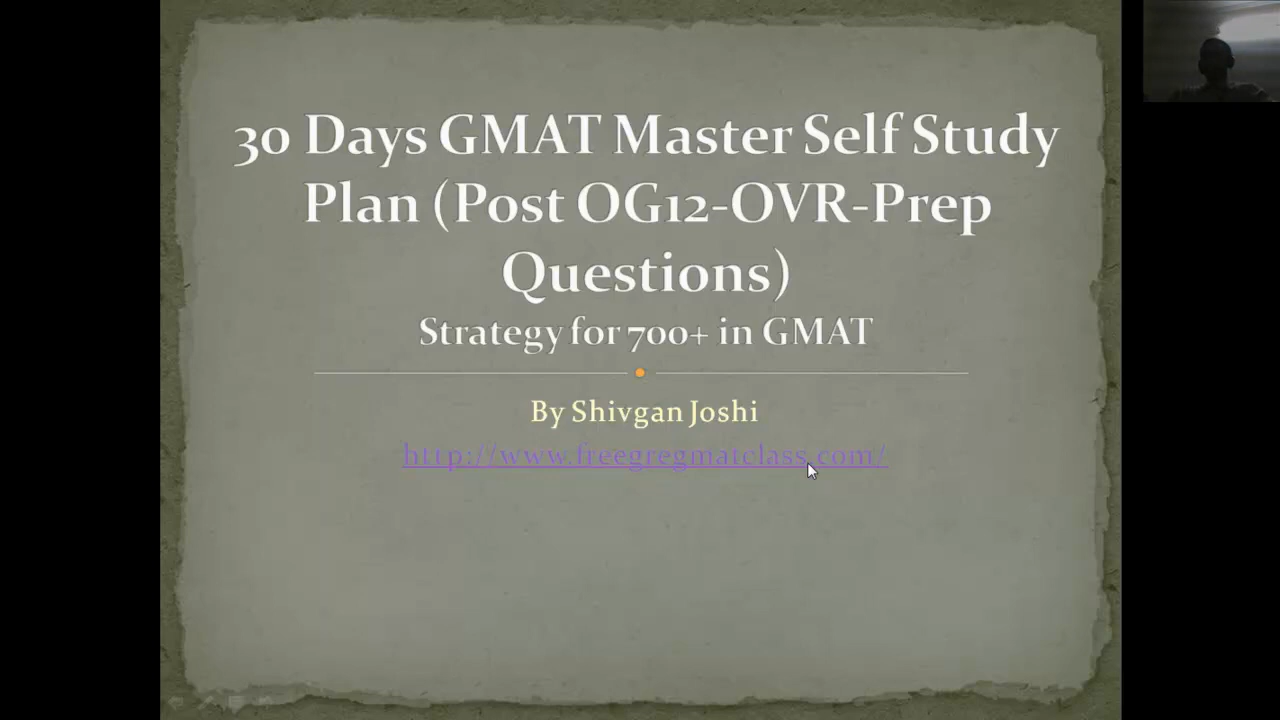 30 Days GMAT Master Self Study
Plan (Post OG12-OVR-Prep
Questions)
Strategy for 700+ in GMAT
By Shivgan Joshi
http://www.freegregmatclass.com/